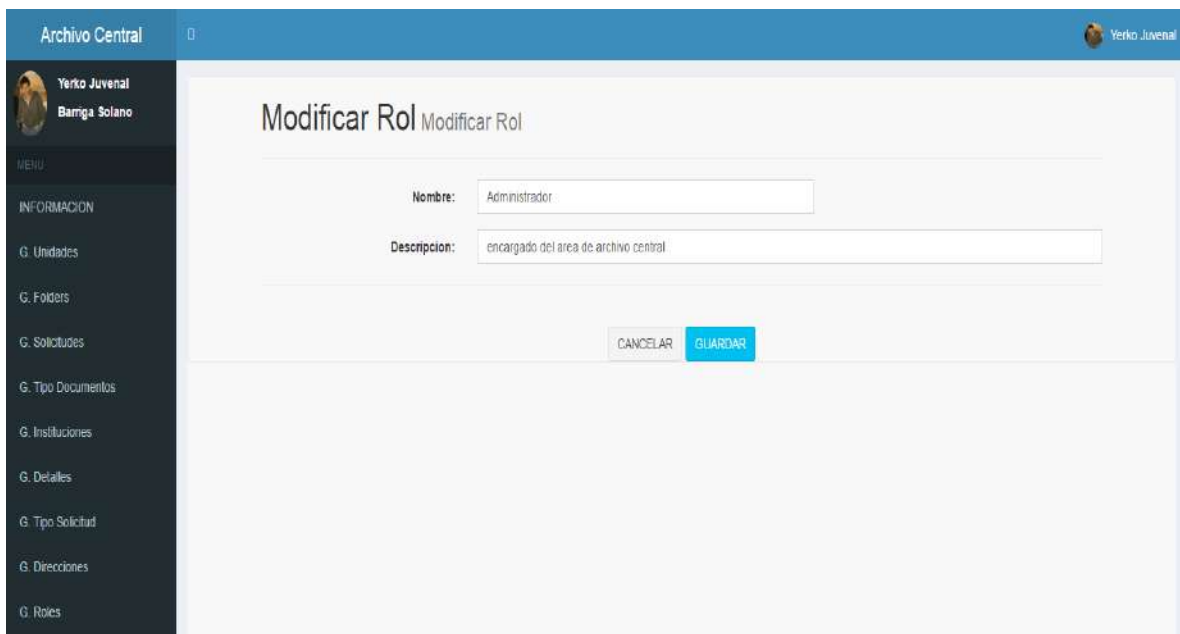 Archivo Central
Yerko Juvenal
Yerko Juvenal
Barriga Solano
MENU
INFORMACION
G. Unidades
G. Folders
G. Solicitudes
G. Tipo Documentos
G. Instituciones
G. Detalles
G. Tipo Solicitud
G. Direcciones
G. Roles
Modificar Rol Modificar Rol
Nombre: Administrador
Descripcion: encargado del area de archivo central
CANCELAR GUARDAR